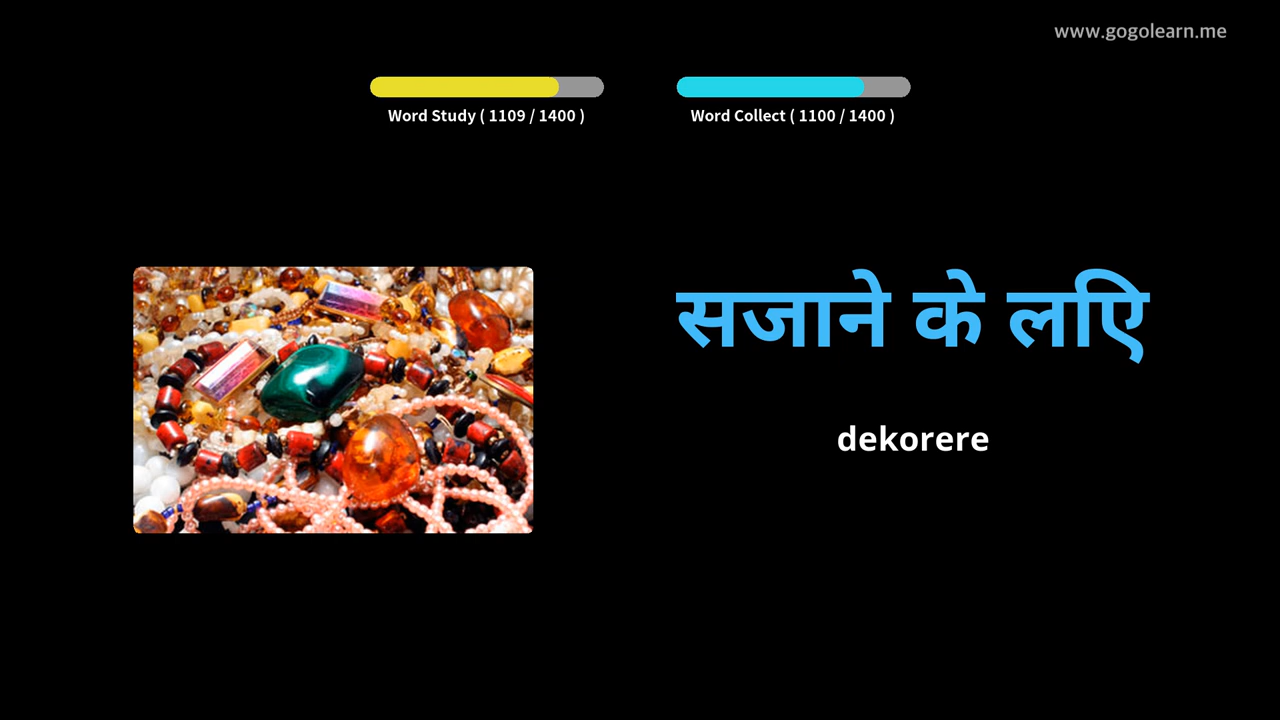 www.gogolearn.me
Word Study ( 1109 / 1400 )
Word Collect ( 1100 / 1400 )
सजाने के लिए
dekorere